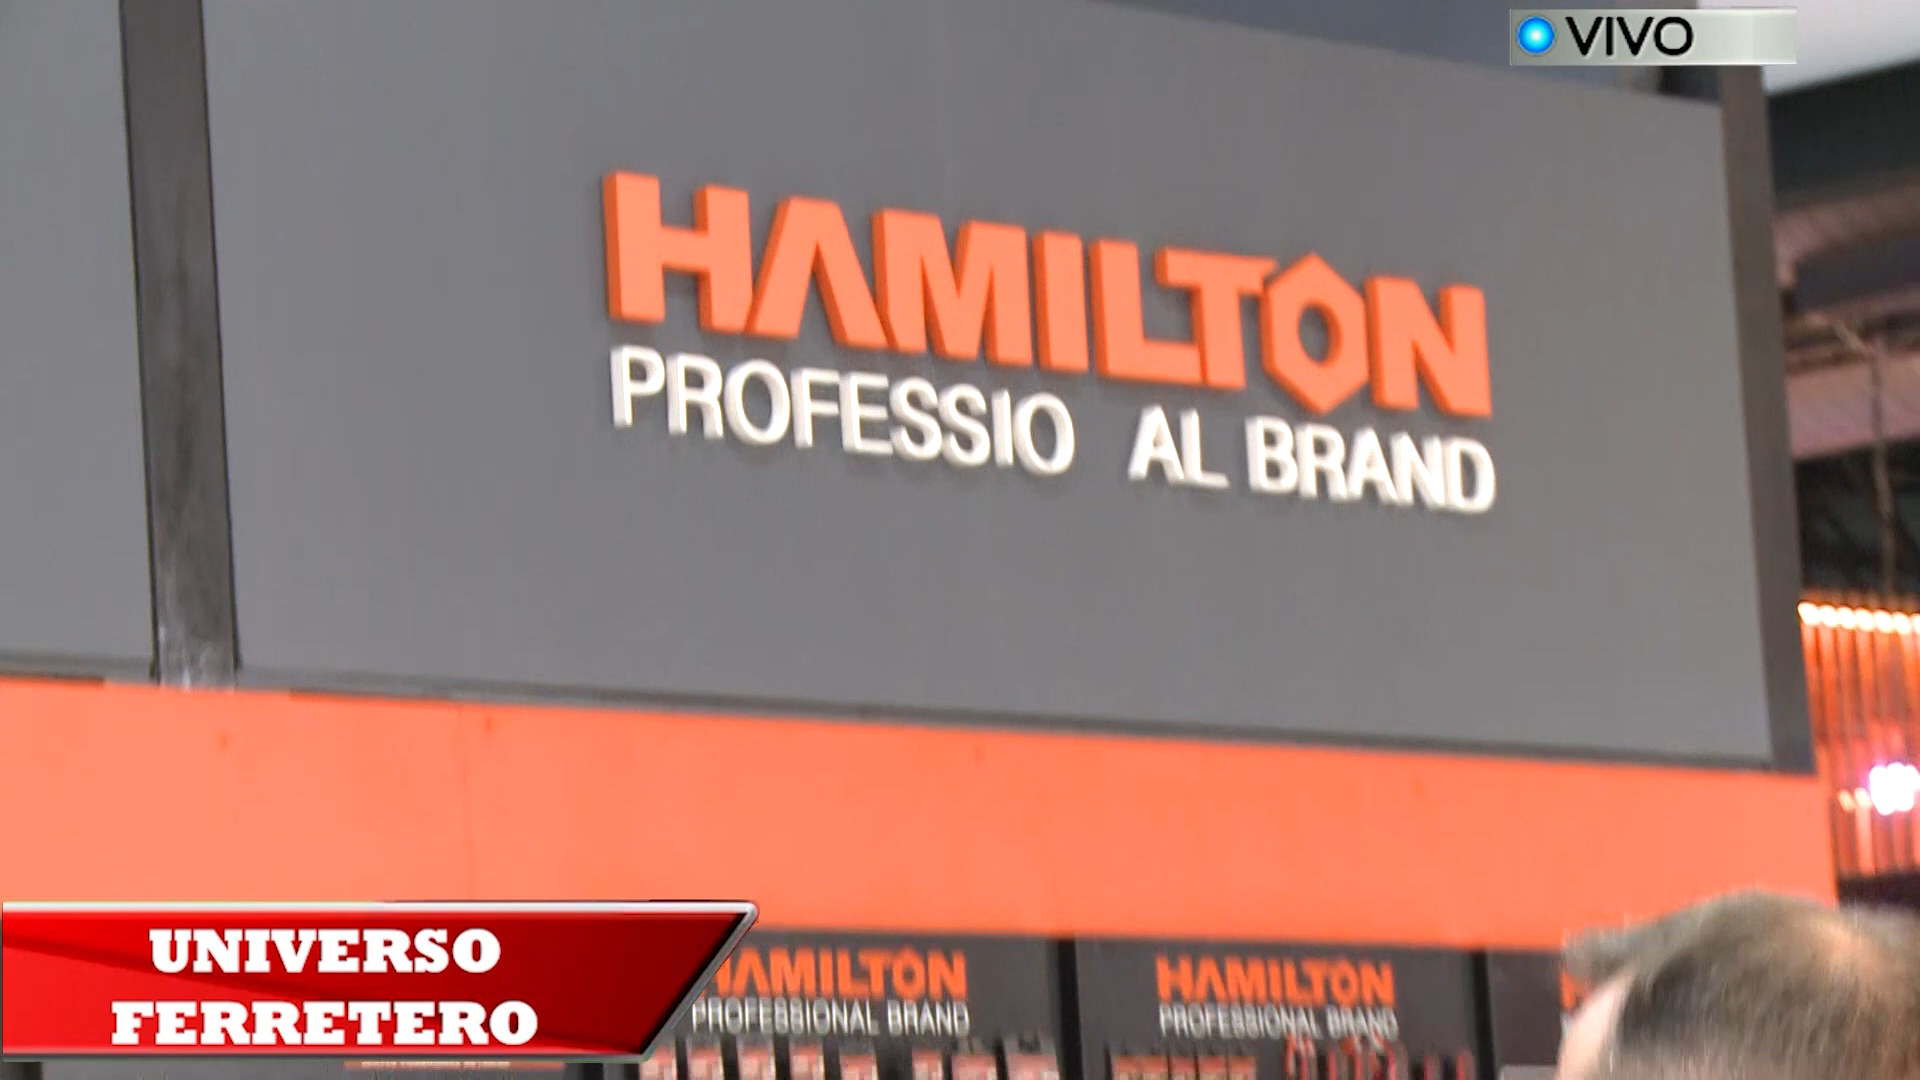 VIVO
HAMILTON
PROFESSIO AL BRAND
UNIVERSO
FERRETERO
HAMILTON
PROFESSIONAL BRAND
HAMILTON
PROFESSIONAL BRAND